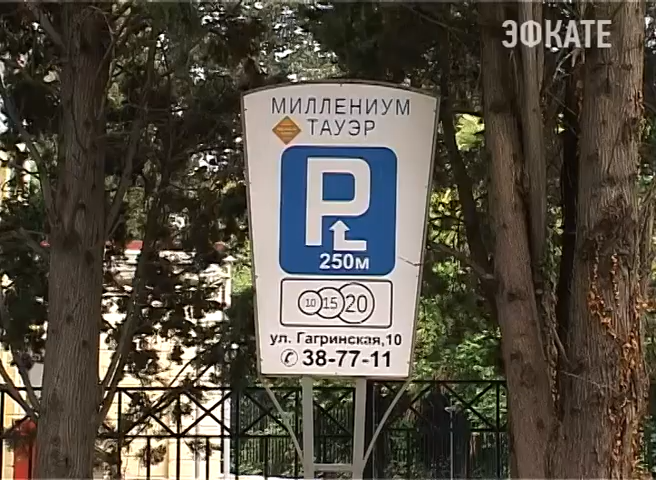 ЭФКАТЕ
МИЛЛЕНИУМ
ТАУЭР
P
250м
10 15 20
ул. Гагринская,10
38-77-11